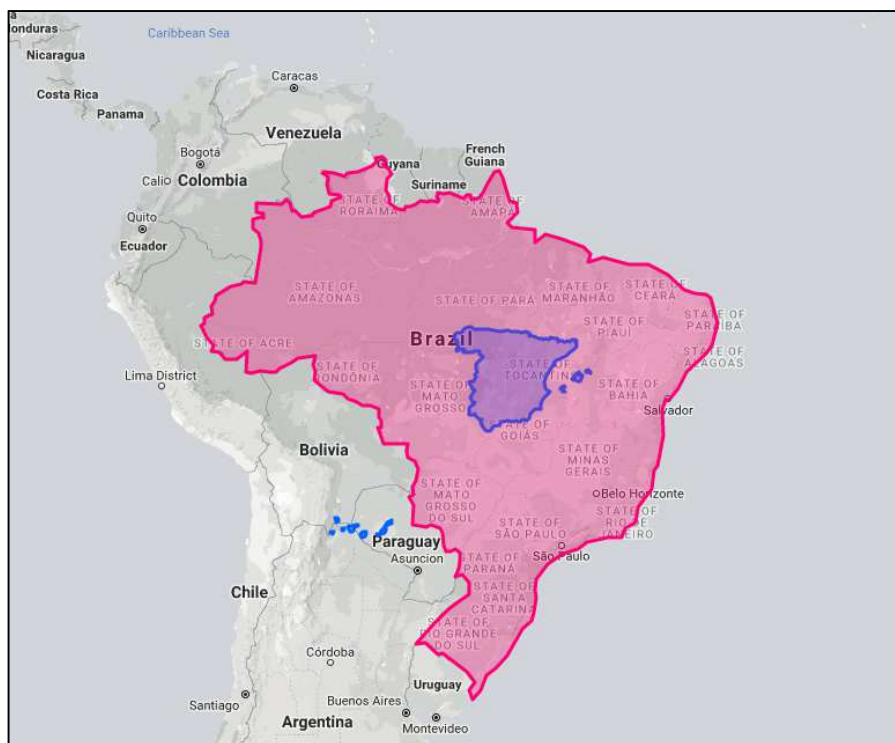 a
onduras
Caribbean Sea
Nicaragua
Costa Rica
Panama
Caracas
Venezuela
Bogotá
Cali
Colombia
Guyana
French
Guiana
Suriname
Quito
Ecuador
STATE OF
RORAIMA
STATE OF
AMAPÁ
STATE OF
AMAZONAS
STATE OF PARÁ
STATE OF
MARANHÃO
STATE OF
CEARÁ
STATE OF
PIAUÍ
STATE OF
PARAÍBA
STATE OF
ALAGOAS
Brazil
STATE OF ACRE
STATE OF
RONDÔNIA
STATE OF
TOCANTINS
STATE OF
MATO
GROSSO
STATE OF
BAHIA
Lima District
Salvador
STATE OF
GOIÁS
Bolivia
STATE OF
MINAS
GERAIS
STATE OF
MATO
GROSSO
DO SUL
Belo Horizonte
STATE OF
RIO DE
JANEIRO
STATE OF
SÃO PAULO
São Paulo
Paraguay
Asuncion
STATE OF
PARANÁ
STATE OF
SANTA
CATARINA
Chile
STATE OF
RIO GRANDE
DO SUL
Córdoba
Uruguay
Santiago
Buenos Aires
Argentina
Montevideo